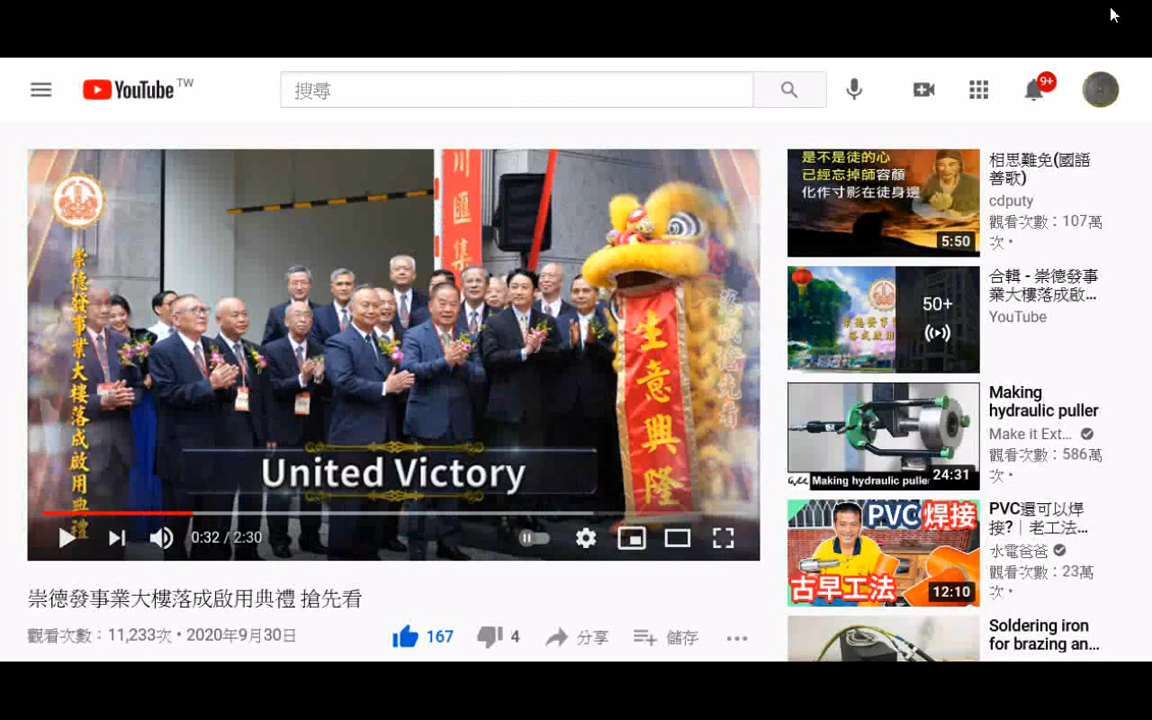 YouTube TW
搜尋
9+
川匯集
崇德發事業大樓落成啟用典禮
生意興隆
United Victory
0:32 / 2:30
崇德發事業大樓落成啟用典禮 搶先看
觀看次數：11,233次 • 2020年9月30日
167
4
分享
儲存
是不是徒的心
已經忘掉師容顏
化作寸影在徒身邊
5:50
相思難免(國語
善歌)
cdputy
觀看次數：107萬
次 •
50+
合輯 - 崇德發事
業大樓落成啟...
YouTube
Making hydraulic puller
24:31
Making
hydraulic puller
Make it Ext...
觀看次數：586萬
次 •
PVC焊接
古早工法
12:10
PVC還可以焊
接?｜老工法...
水電爸爸
觀看次數：23萬
次 •
Soldering iron
for brazing an...